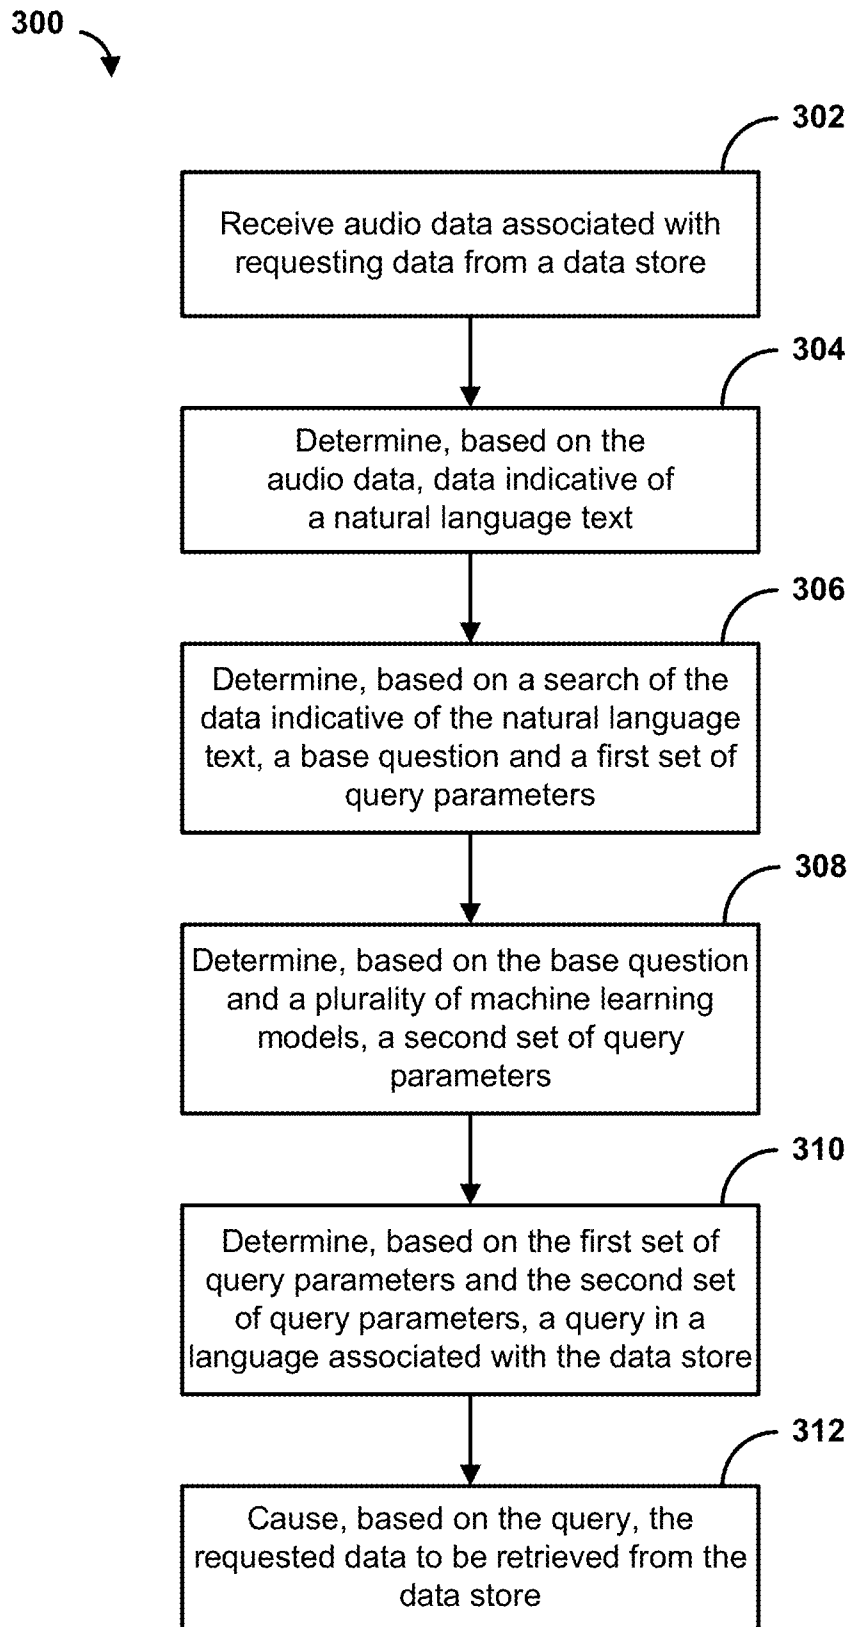 300
302
Receive audio data associated with
requesting data from a data store
304
Determine, based on the
audio data, data indicative of
a natural language text
306
Determine, based on a search of the
data indicative of the natural language
text, a base question and a first set of
query parameters
308
Determine, based on the base question
and a plurality of machine learning
models, a second set of query
parameters
310
Determine, based on the first set of
query parameters and the second set
of query parameters, a query in a
language associated with the data store
312
Cause, based on the query, the
requested data to be retrieved from the
data store